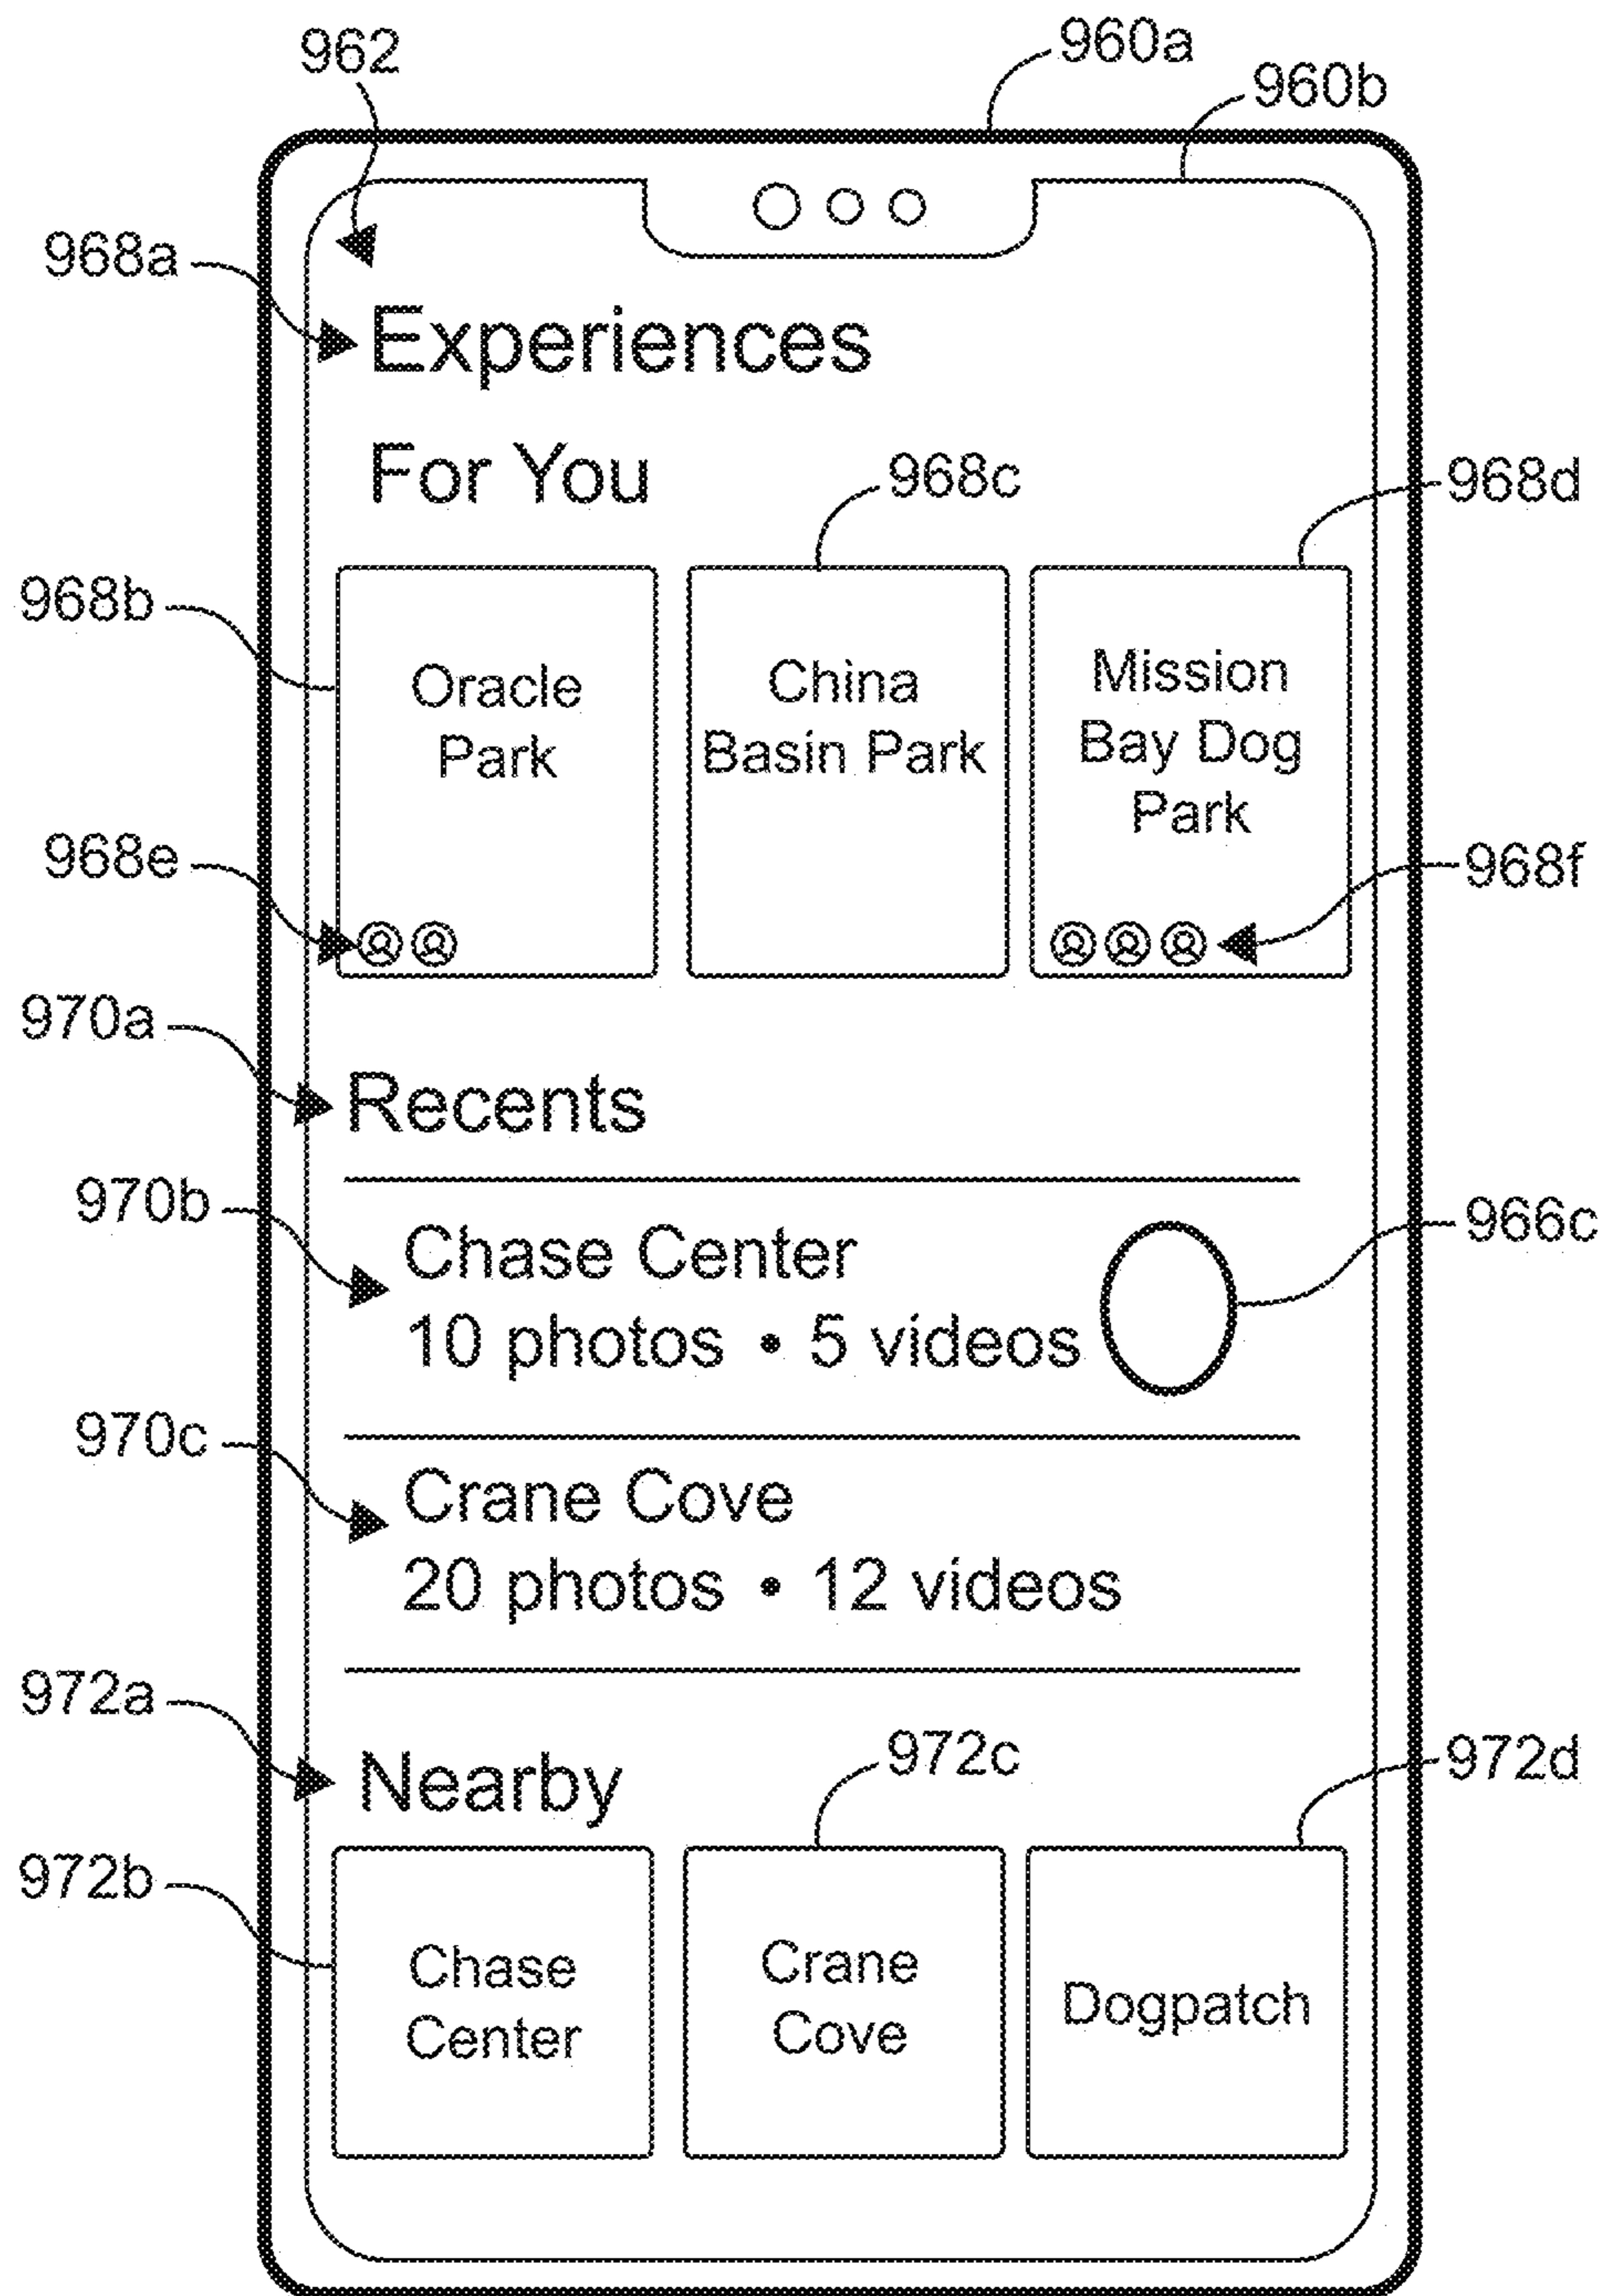 962
960a
960b
968a
Experiences
For You
968c
968d
968b
Oracle
Park
China
Basin Park
Mission
Bay Dog
Park
968e
968f
970a
Recents
970b
Chase Center
10 photos • 5 videos
966c
970c
Crane Cove
20 photos • 12 videos
972a
Nearby
972c
972d
972b
Chase
Center
Crane
Cove
Dogpatch